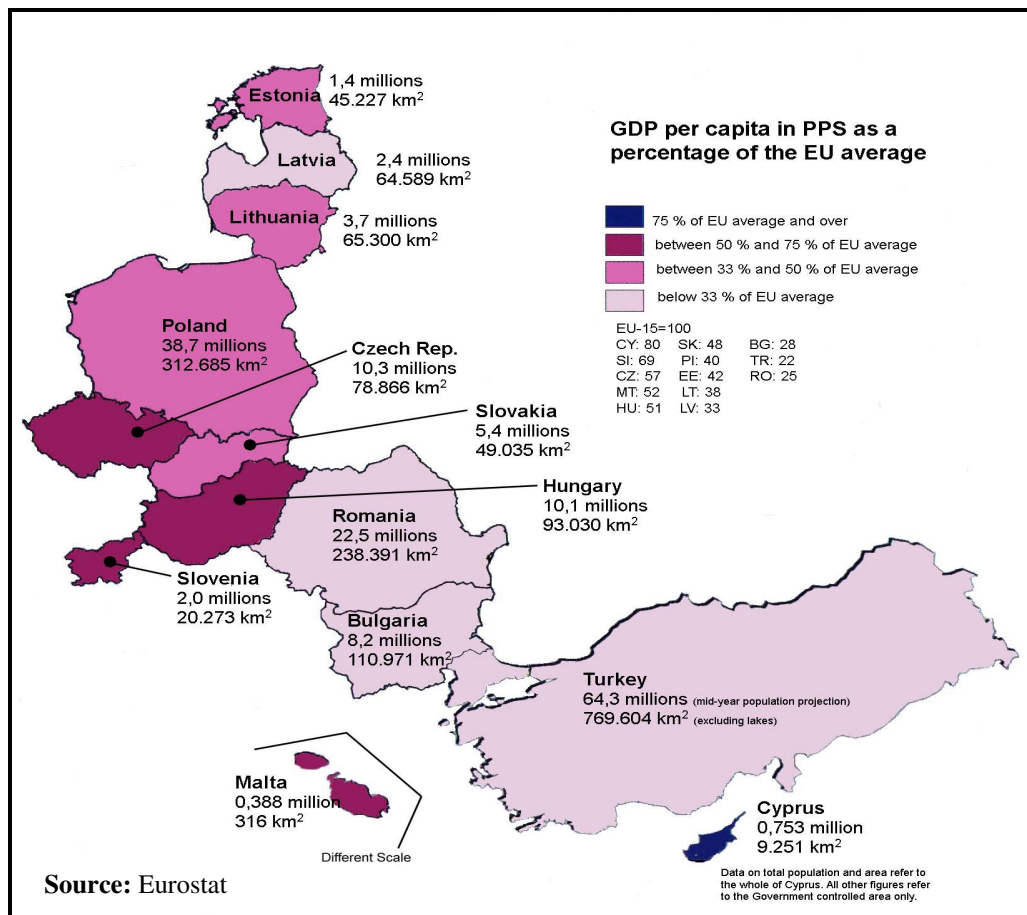 1,4 millions
Estonia
45.227 km²
Latvia
2,4 millions
64.589 km²
Lithuania
3,7 millions
65.300 km²
GDP per capita in PPS as a
percentage of the EU average
75 % of EU average and over
between 50 % and 75 % of EU average
between 33 % and 50 % of EU average
below 33 % of EU average
EU-15=100
CY: 80 SK: 48 BG: 28
SI: 69 PI: 40 TR: 22
CZ: 57 EE: 42 RO: 25
MT: 52 LT: 38
HU: 51 LV: 33
Poland
38,7 millions
312.685 km²
Czech Rep.
10,3 millions
78.866 km²
Slovakia
5,4 millions
49.035 km²
Hungary
10,1 millions
93.030 km²
Romania
22,5 millions
238.391 km²
Slovenia
2,0 millions
20.273 km²
Bulgaria
8,2 millions
110.971 km²
Turkey
64,3 millions (mid-year population projection)
769.604 km² (excluding lakes)
Malta
0,388 million
316 km²
Different Scale
Cyprus
0,753 million
9.251 km²
Data on total population and area refer to
the whole of Cyprus. All other figures refer
to the Government controlled area only.
Source: Eurostat